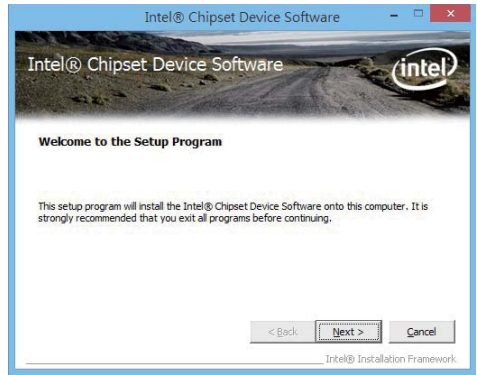 Intel® Chipset Device Software
Intel® Chipset Device Software
intel
Welcome to the Setup Program
This setup program will install the Intel® Chipset Device Software onto this computer. It is
strongly recommended that you exit all programs before continuing.
< Back
Next >
Cancel
Intel® Installation Framework